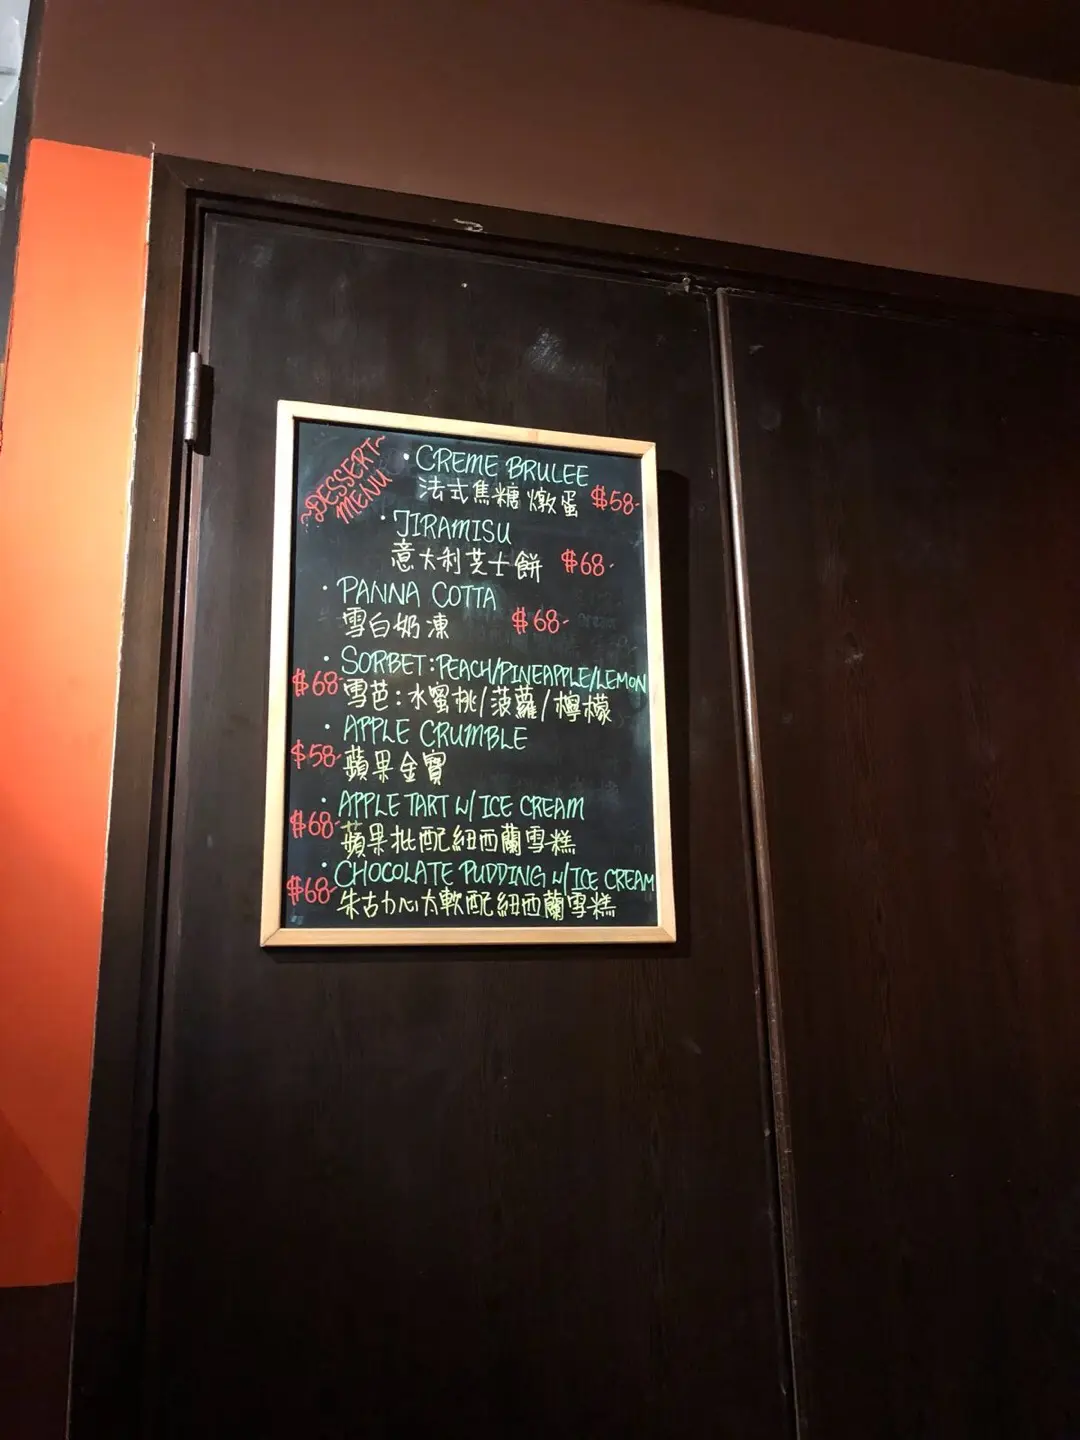 ~DESSERT~
MENU
· CREME BRULEE
法式焦糖燉蛋 $58-
· TIRAMISU
意大利芝士餅 $68-
· PANNA COTTA
雪白奶凍 $68-
· SORBET: PEACH/PINEAPPLE/LEMON
$68- 雪芭: 水蜜桃/菠蘿/檸檬
· APPLE CRUMBLE
$58- 蘋果金寶
· APPLE TART W/ ICE CREAM
$68- 蘋果批配紐西蘭雪糕
· CHOCOLATE PUDDING W/ ICE CREAM
$68- 朱古力心太軟配紐西蘭雪糕